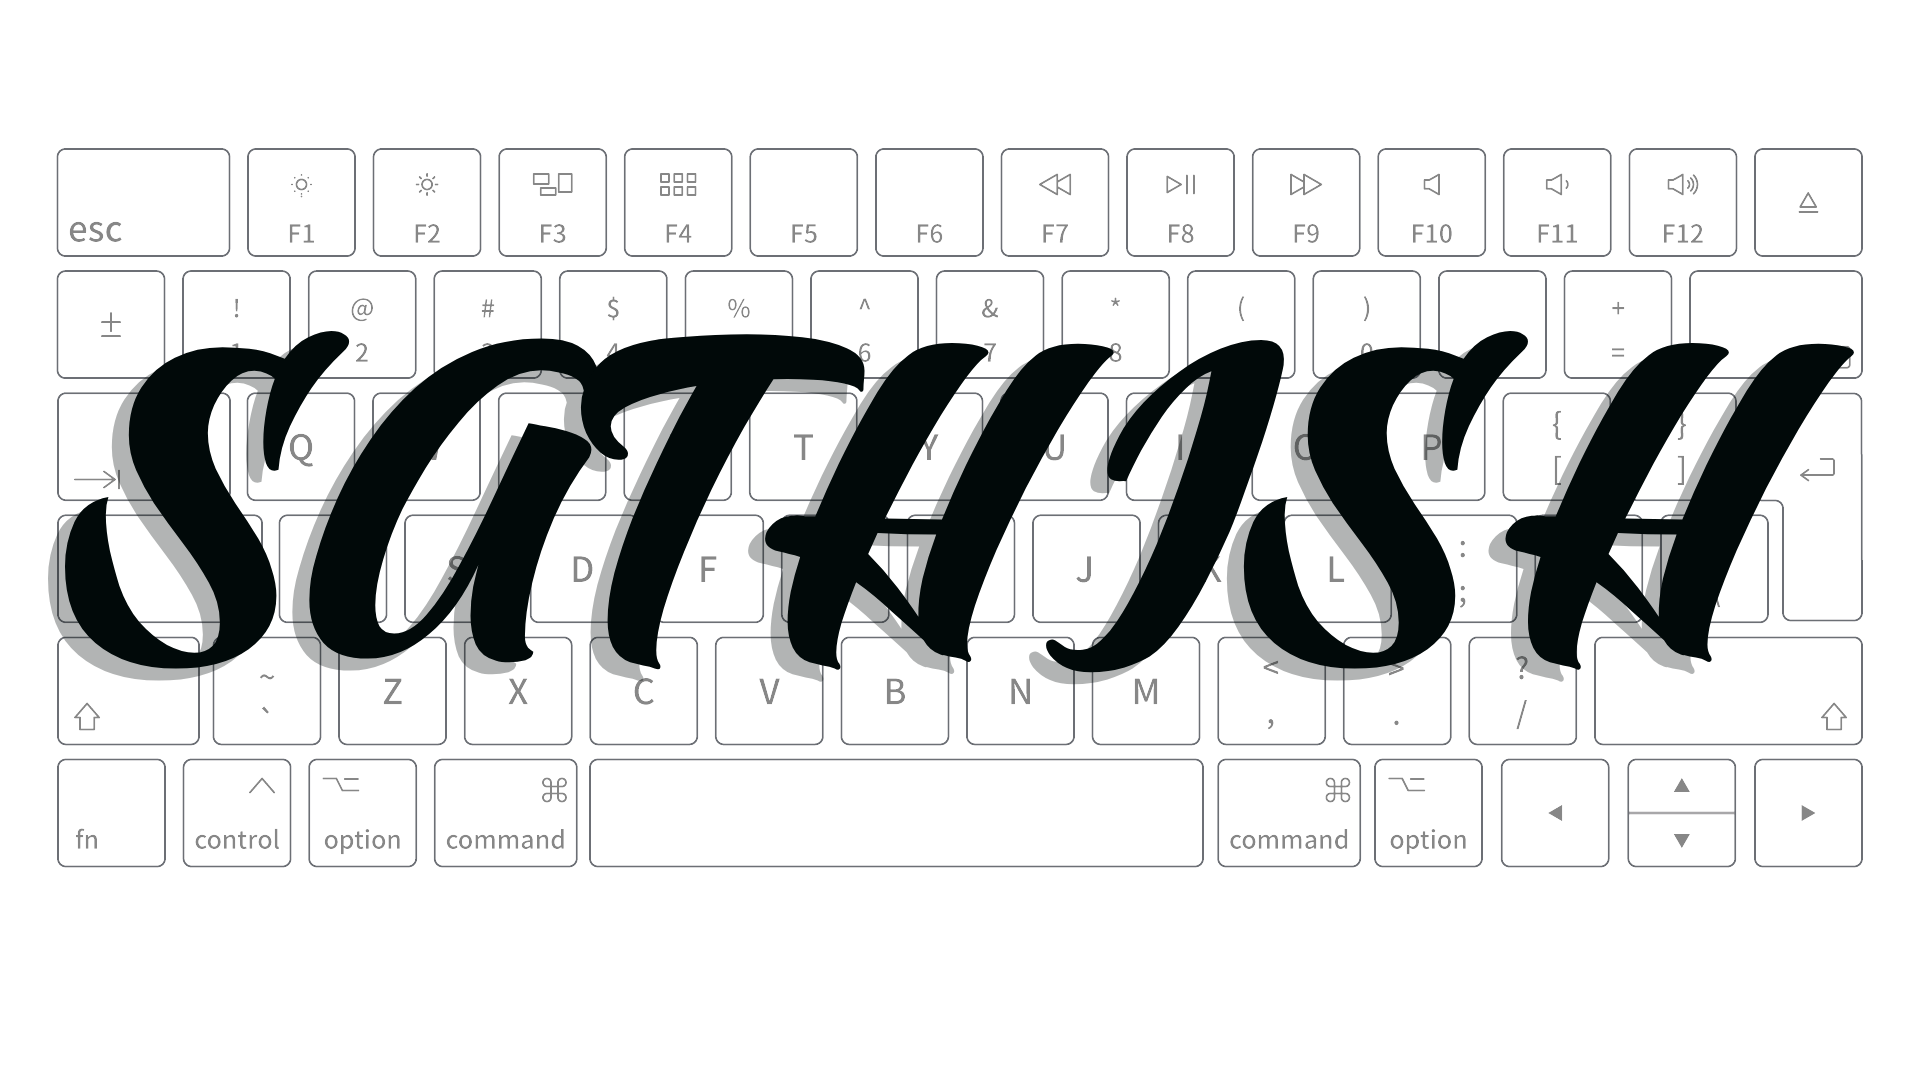 esc F1 F2 F3 F4 F5 F6 F7 F8 F9 F10 F11 F12
± ! @ # $ % ^ & * ( ) +
2 6 7 8 =
SATHISH
Q T Y U P { }
[ ]
D F J L :
;
~ Z X C V B N M < > ?
` , . /
fn control option command command option